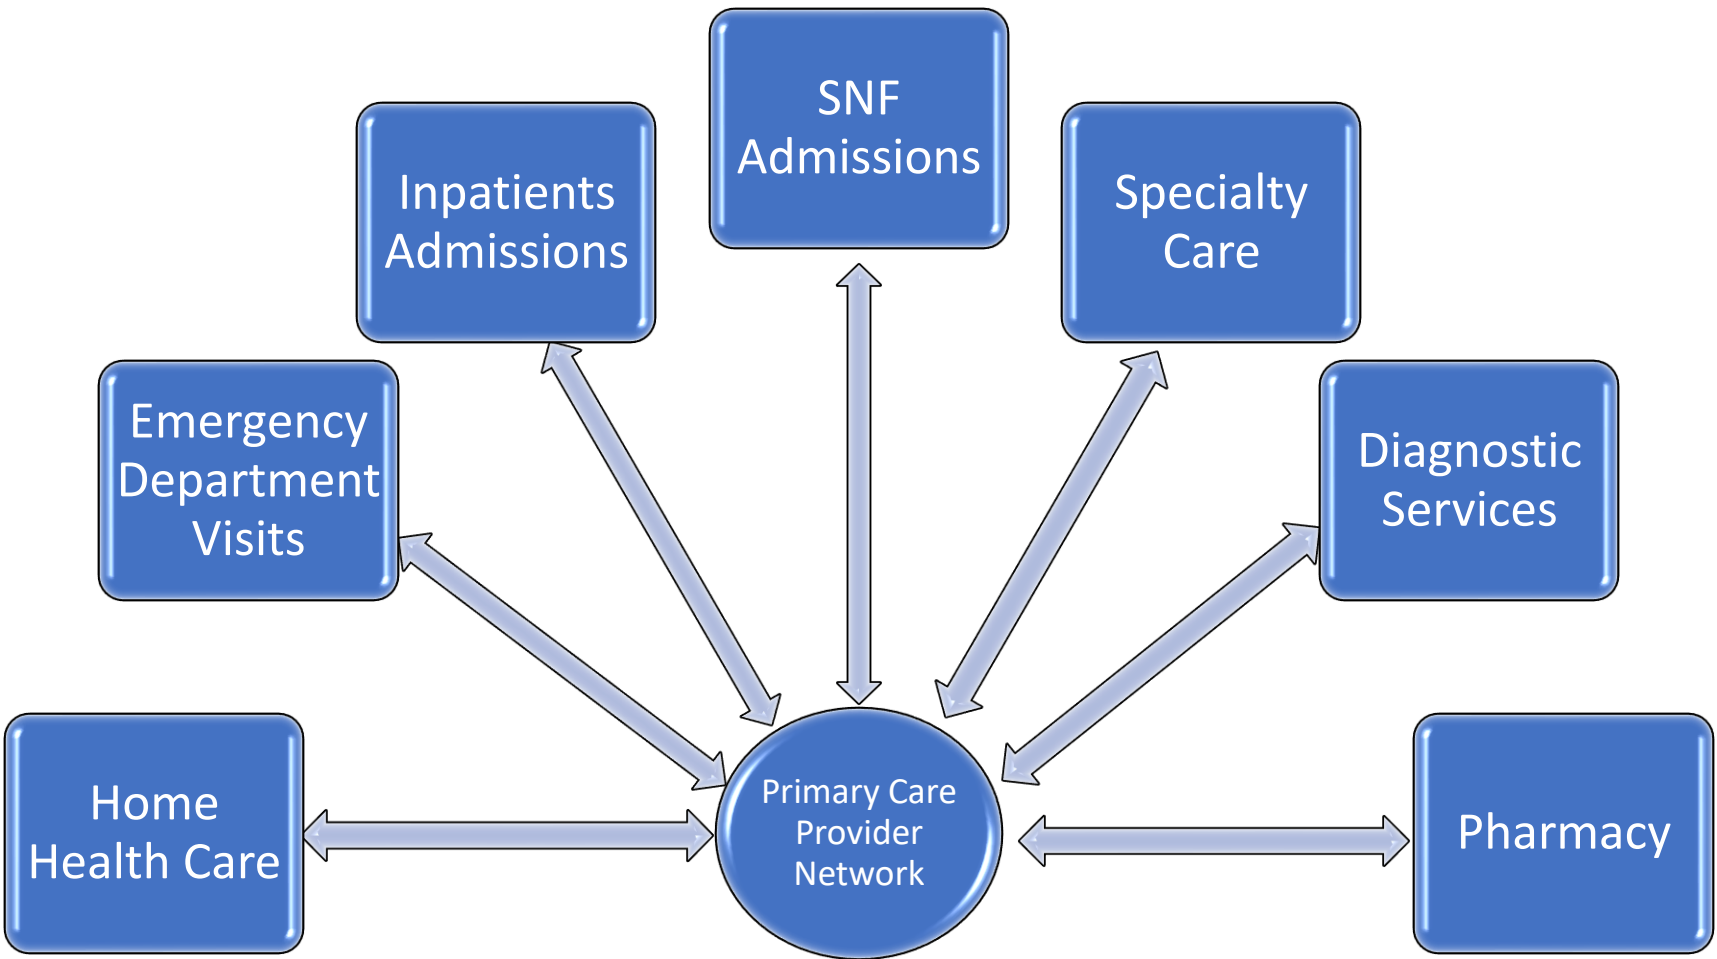 SNF
Admissions
Inpatients
Admissions
Specialty
Care
Emergency
Department
Visits
Diagnostic
Services
Home
Health Care
Primary Care
Provider
Network
Pharmacy